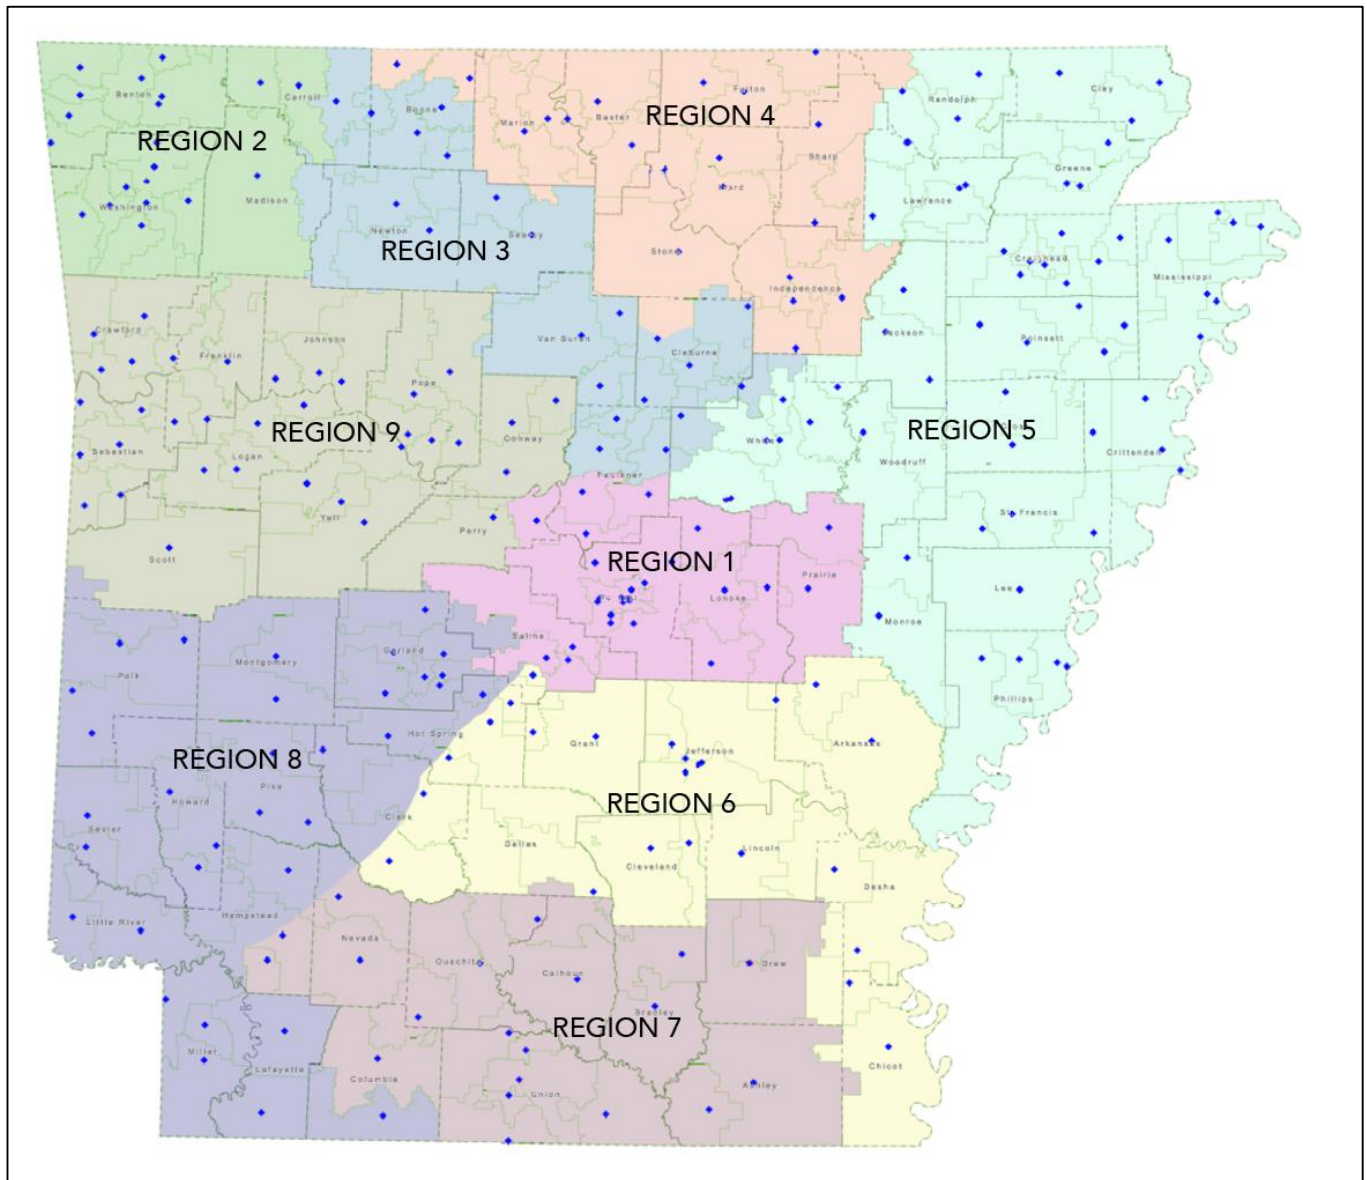 Benton
Carroll
Boone
Marion
Baxter
Fulton
Randolph
Clay
REGION 2
REGION 4
Sharp
Izard
Greene
Washington
Madison
Lawrence
Newton
Searcy
REGION 3
Stone
Craighead
Mississippi
Independence
Crawford
Franklin
Johnson
Van Buren
Cleburne
Jackson
Poinsett
Pope
REGION 9
Conway
White
REGION 5
Cross
Sebastian
Logan
Woodruff
Crittenden
Faulkner
Yell
Perry
St. Francis
Scott
REGION 1
Prairie
Lonoke
Lee
Monroe
Saline
Garland
Montgomery
Polk
Phillips
Hot Spring
Grant
Jefferson
Arkansas
REGION 8
Pike
Howard
REGION 6
Clark
Sevier
Dallas
Lincoln
Cleveland
Desha
Hempstead
Little River
Nevada
Ouachita
Calhoun
Drew
Bradley
REGION 7
Miller
Lafayette
Columbia
Union
Ashley
Chicot